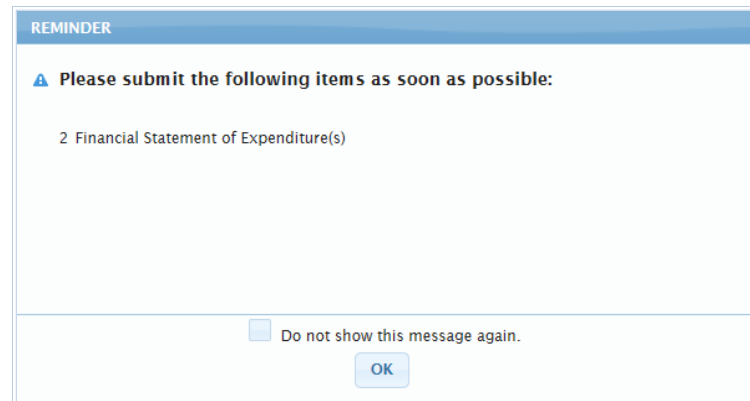 REMINDER
Please submit the following items as soon as possible:
2 Financial Statement of Expenditure(s)
Do not show this message again.
OK